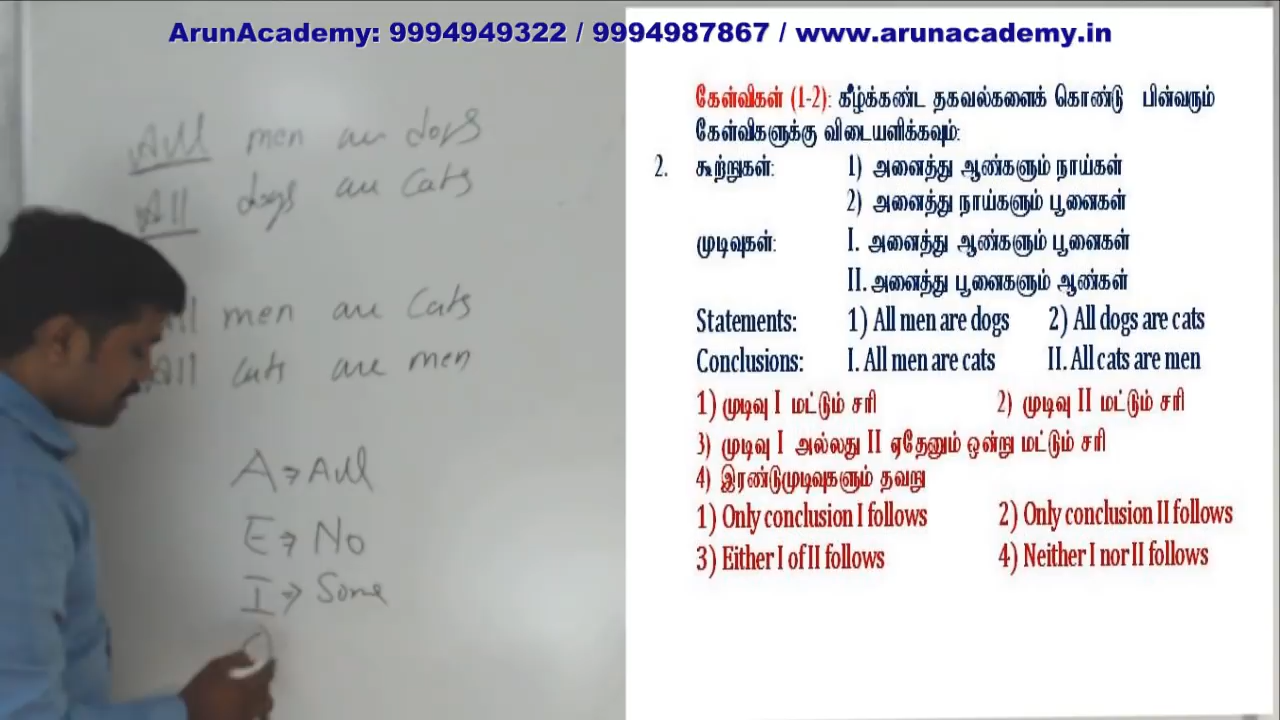 ArunAcademy: 9994949322 / 9994987867 / www.arunacademy.in
All men are dogs
All dogs are Cats
All men are Cats
All cats are men
A → All
E → No
I → Some
O
கேள்விகள் (1-2): கீழ்க்கண்ட தகவல்களைக் கொண்டு பின்வரும்
கேள்விகளுக்கு விடையளிக்கவும்:
2. கூற்றுகள்: 1) அனைத்து ஆண்களும் நாய்கள்
2) அனைத்து நாய்களும் பூனைகள்
முடிவுகள்: I. அனைத்து ஆண்களும் பூனைகள்
II. அனைத்து பூனைகளும் ஆண்கள்
Statements: 1) All men are dogs 2) All dogs are cats
Conclusions: I. All men are cats II. All cats are men
1) முடிவு I மட்டும் சரி 2) முடிவு II மட்டும் சரி
3) முடிவு I அல்லது II ஏதேனும் ஒன்று மட்டும் சரி
4) இரண்டுமுடிவுகளும் தவறு
1) Only conclusion I follows 2) Only conclusion II follows
3) Either I of II follows 4) Neither I nor II follows